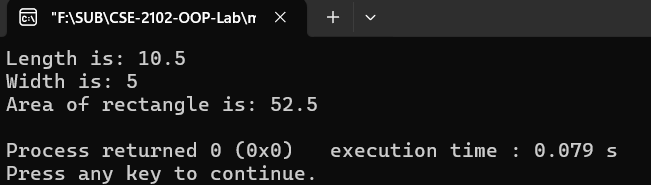 "F:\SUB\CSE-2102-OOP-Lab\m
Length is: 10.5
Width is: 5
Area of rectangle is: 52.5
Process returned 0 (0x0)   execution time : 0.079 s
Press any key to continue.